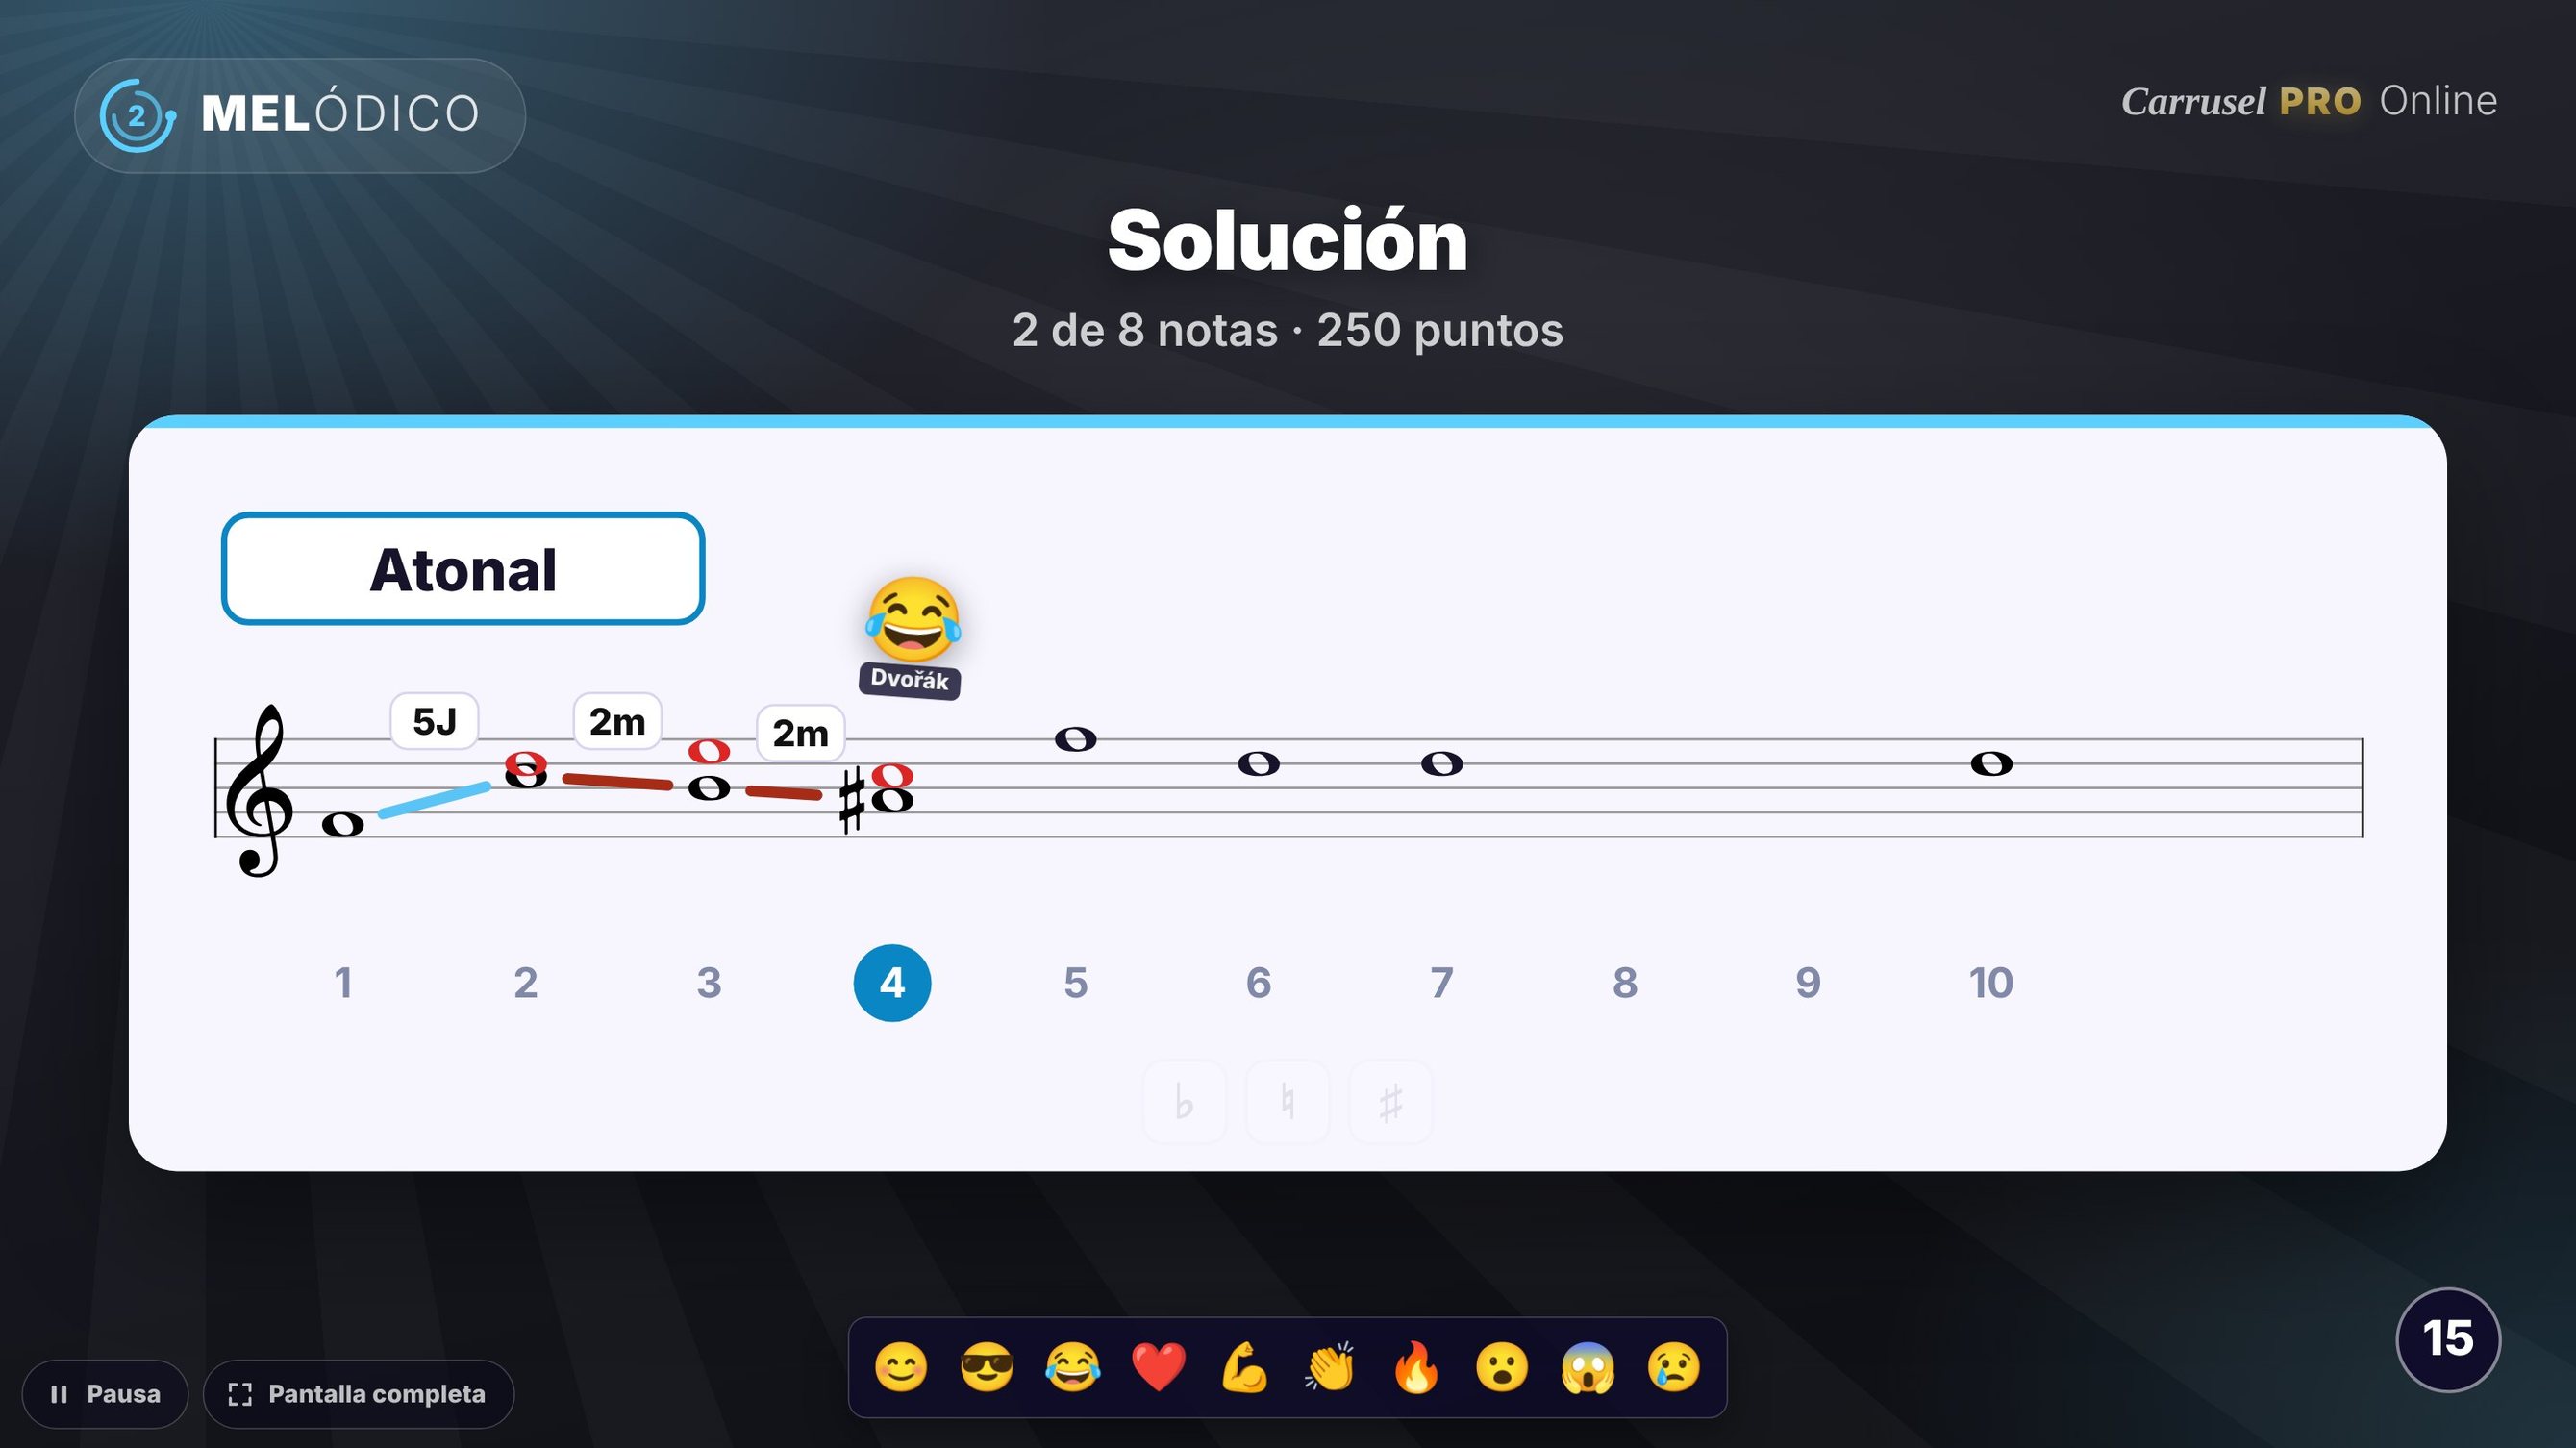 2 MELÓDICO
Carrusel PRO Online
Solución
2 de 8 notas · 250 puntos
Atonal
Dvořák
5J 2m 2m
1 2 3 4 5 6 7 8 9 10
♭ ♮ ♯
Pausa Pantalla completa
15